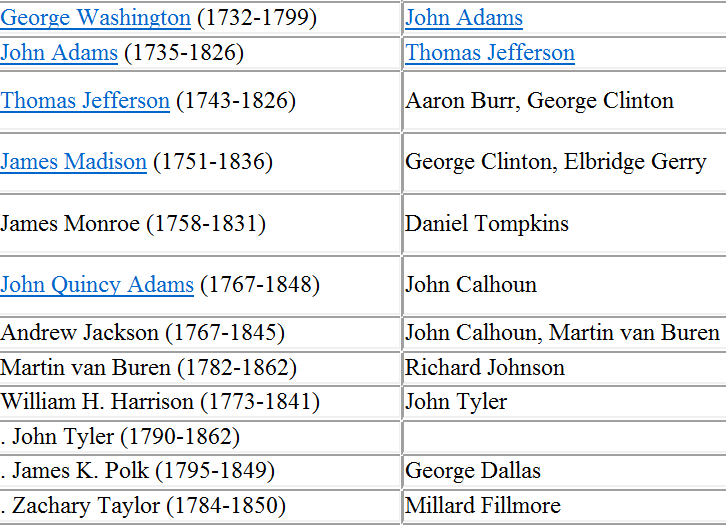 George Washington (1732-1799) John Adams
John Adams (1735-1826) Thomas Jefferson
Thomas Jefferson (1743-1826) Aaron Burr, George Clinton
James Madison (1751-1836) George Clinton, Elbridge Gerry
James Monroe (1758-1831) Daniel Tompkins
John Quincy Adams (1767-1848) John Calhoun
Andrew Jackson (1767-1845) John Calhoun, Martin van Buren
Martin van Buren (1782-1862) Richard Johnson
William H. Harrison (1773-1841) John Tyler
. John Tyler (1790-1862)
. James K. Polk (1795-1849) George Dallas
. Zachary Taylor (1784-1850) Millard Fillmore